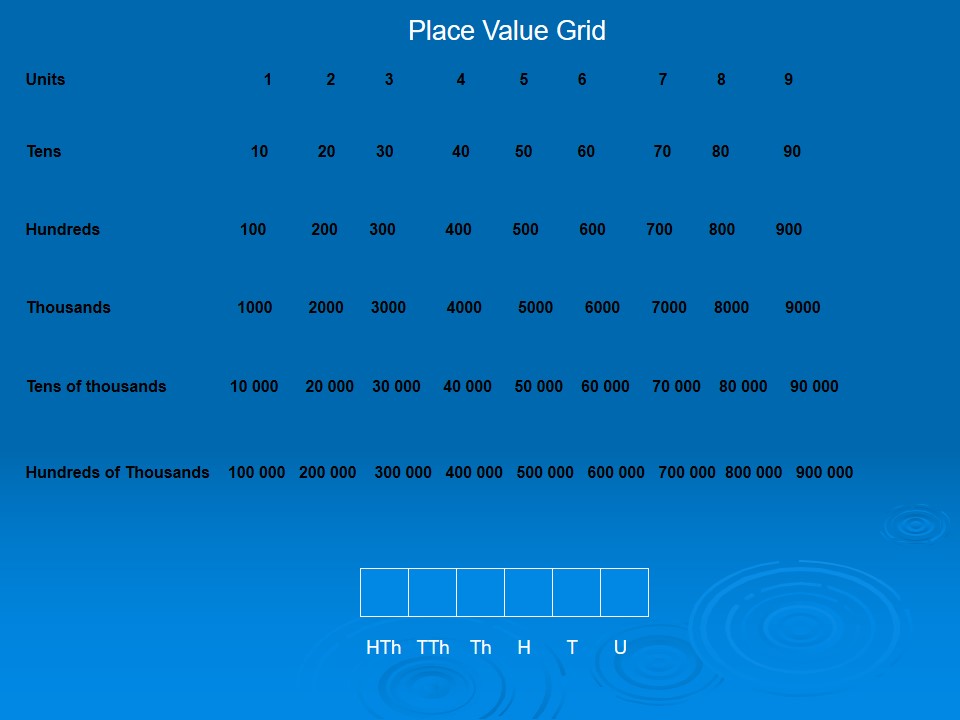 Place Value Grid
Units 1 2 3 4 5 6 7 8 9
Tens 10 20 30 40 50 60 70 80 90
Hundreds 100 200 300 400 500 600 700 800 900
Thousands 1000 2000 3000 4000 5000 6000 7000 8000 9000
Tens of thousands 10 000 20 000 30 000 40 000 50 000 60 000 70 000 80 000 90 000
Hundreds of Thousands 100 000 200 000 300 000 400 000 500 000 600 000 700 000 800 000 900 000
HTh TTh Th H T U